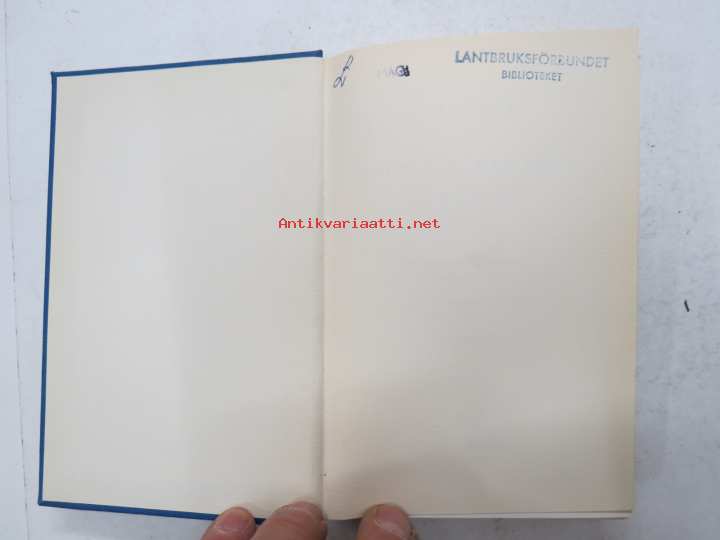 LANTBRUKSFÖRBUNDET
BIBLIOTEKET
Antikvariaatti.net